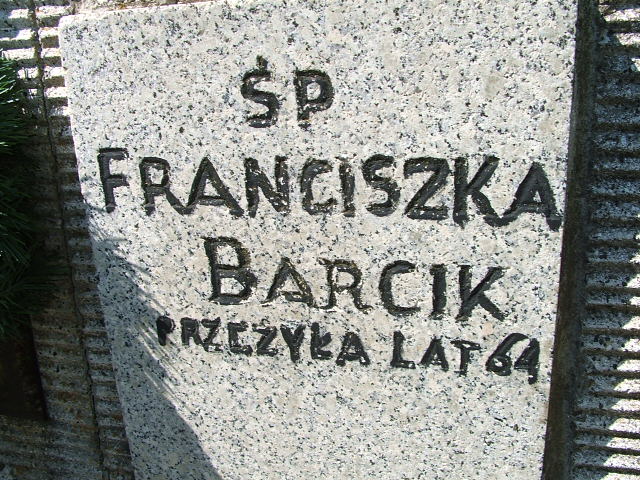 ŚP
FRANCISZKA
BARCIK
PRZEŻYŁA LAT 64